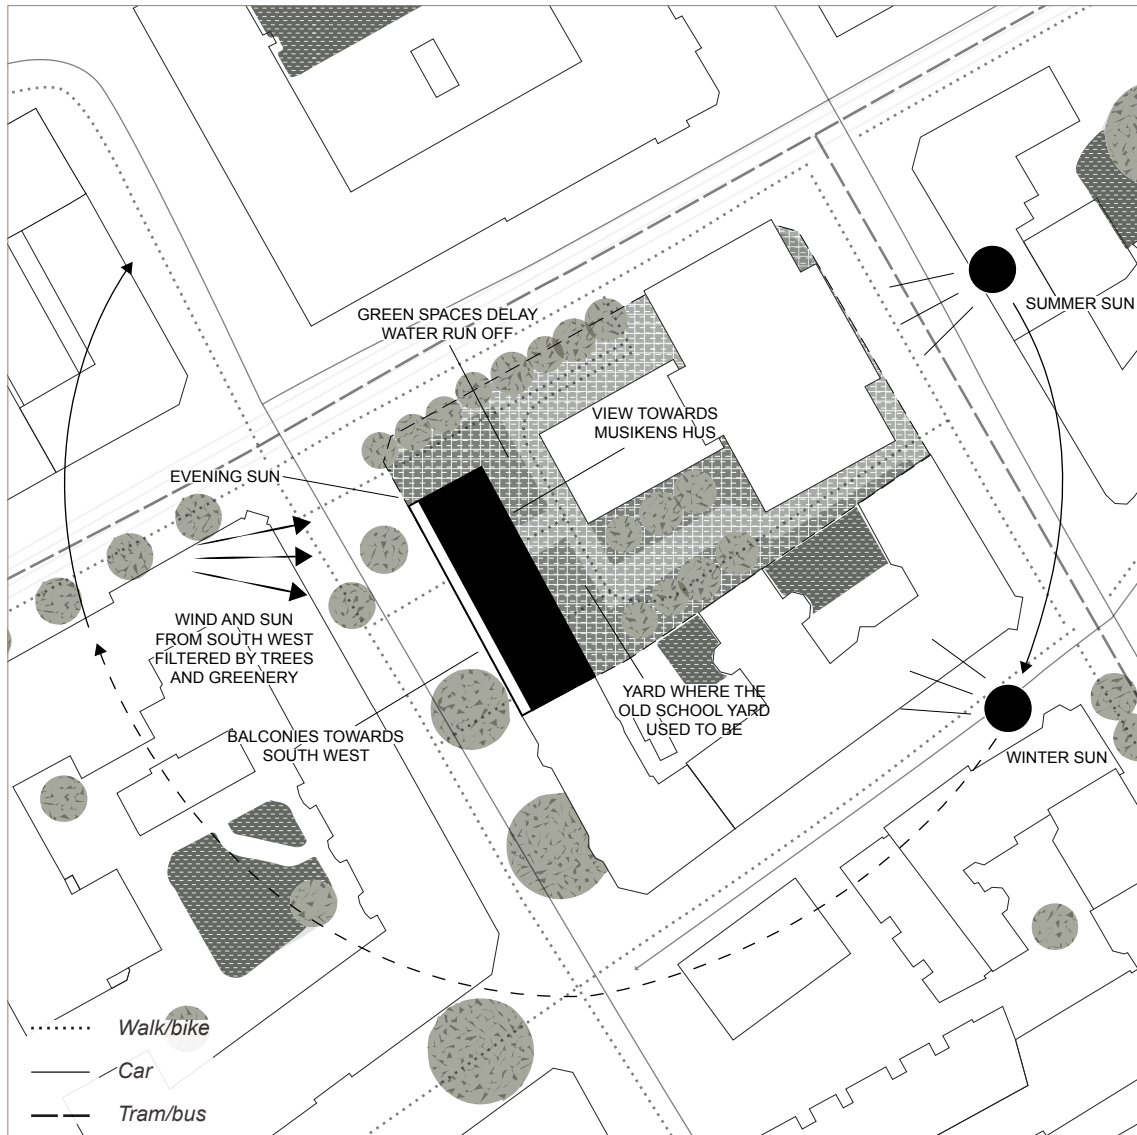 SUMMER SUN
GREEN SPACES DELAY
WATER RUN OFF
VIEW TOWARDS
MUSIKENS HUS
EVENING SUN
WIND AND SUN
FROM SOUTH WEST
FILTERED BY TREES
AND GREENERY
YARD WHERE THE
OLD SCHOOL YARD
USED TO BE
BALCONIES TOWARDS
SOUTH WEST
WINTER SUN
Walk/bike
Car
Tram/bus